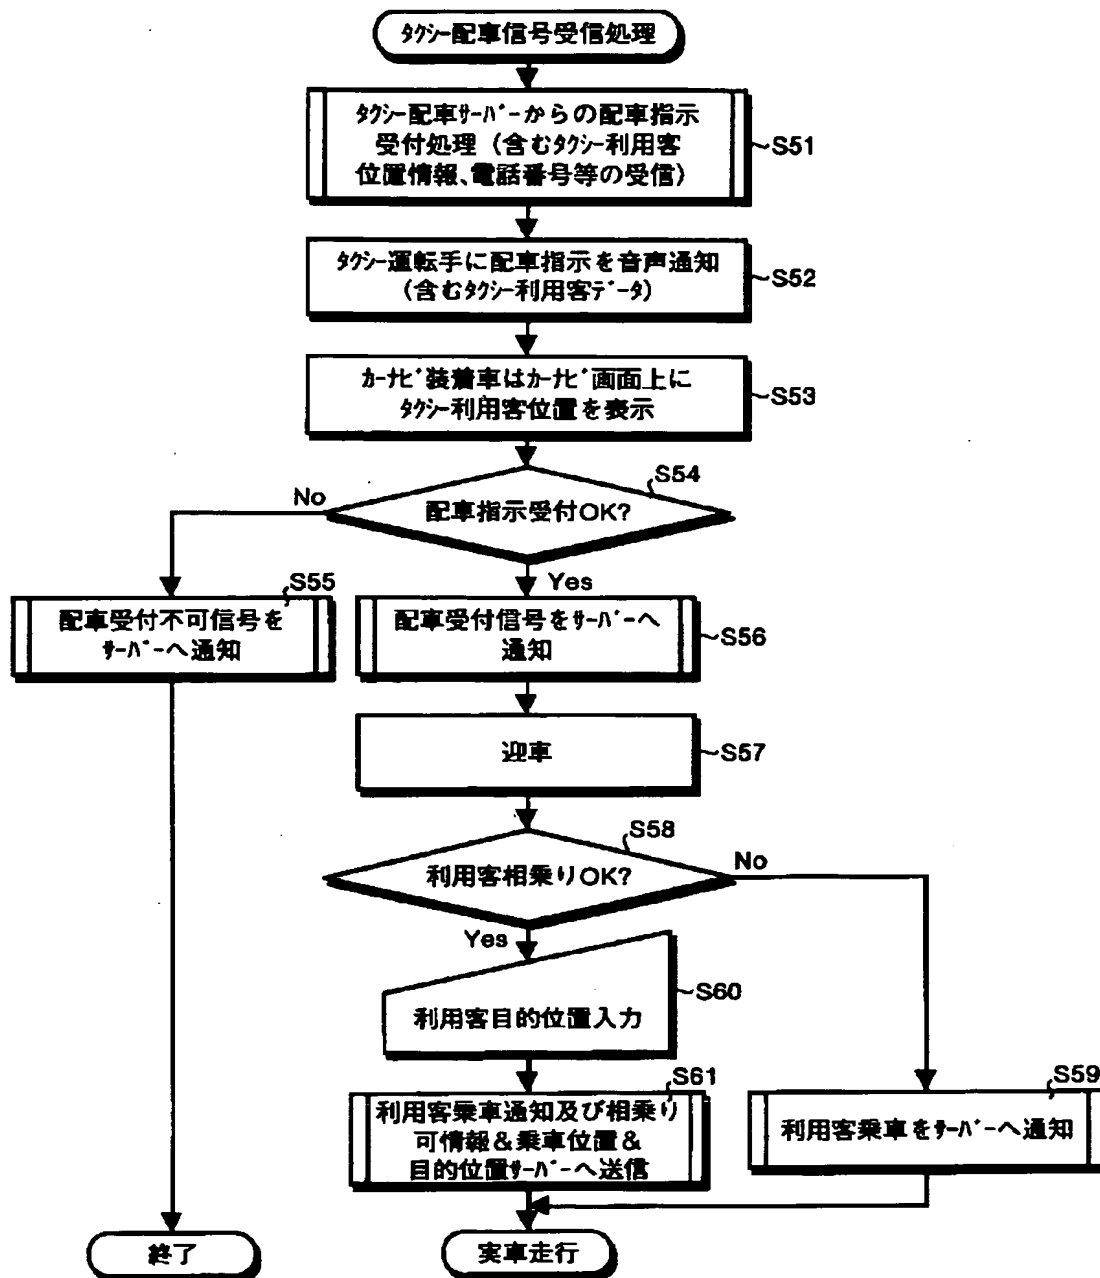 ﾀｸｼｰ配車信号受信処理
ﾀｸｼｰ配車ｻｰﾊﾞｰからの配車指示
受付処理（含むﾀｸｼｰ利用客
位置情報、電話番号等の受信）
S51
ﾀｸｼｰ運転手に配車指示を音声通知
（含むﾀｸｼｰ利用客ﾃﾞｰﾀ）
S52
ｶｰﾅﾋﾞ装着車はｶｰﾅﾋﾞ画面上に
ﾀｸｼｰ利用客位置を表示
S53
S54
No
配車指示受付OK?
Yes
S55
配車受付不可信号を
ｻｰﾊﾞｰへ通知
配車受付信号をｻｰﾊﾞｰへ
通知
S56
迎車
S57
S58
利用客相乗りOK?
No
Yes
利用客目的位置入力
S60
S61
利用客乗車通知及び相乗り
可情報＆乗車位置＆
目的位置ｻｰﾊﾞｰへ送信
S59
利用客乗車をｻｰﾊﾞｰへ通知
終了
実車走行